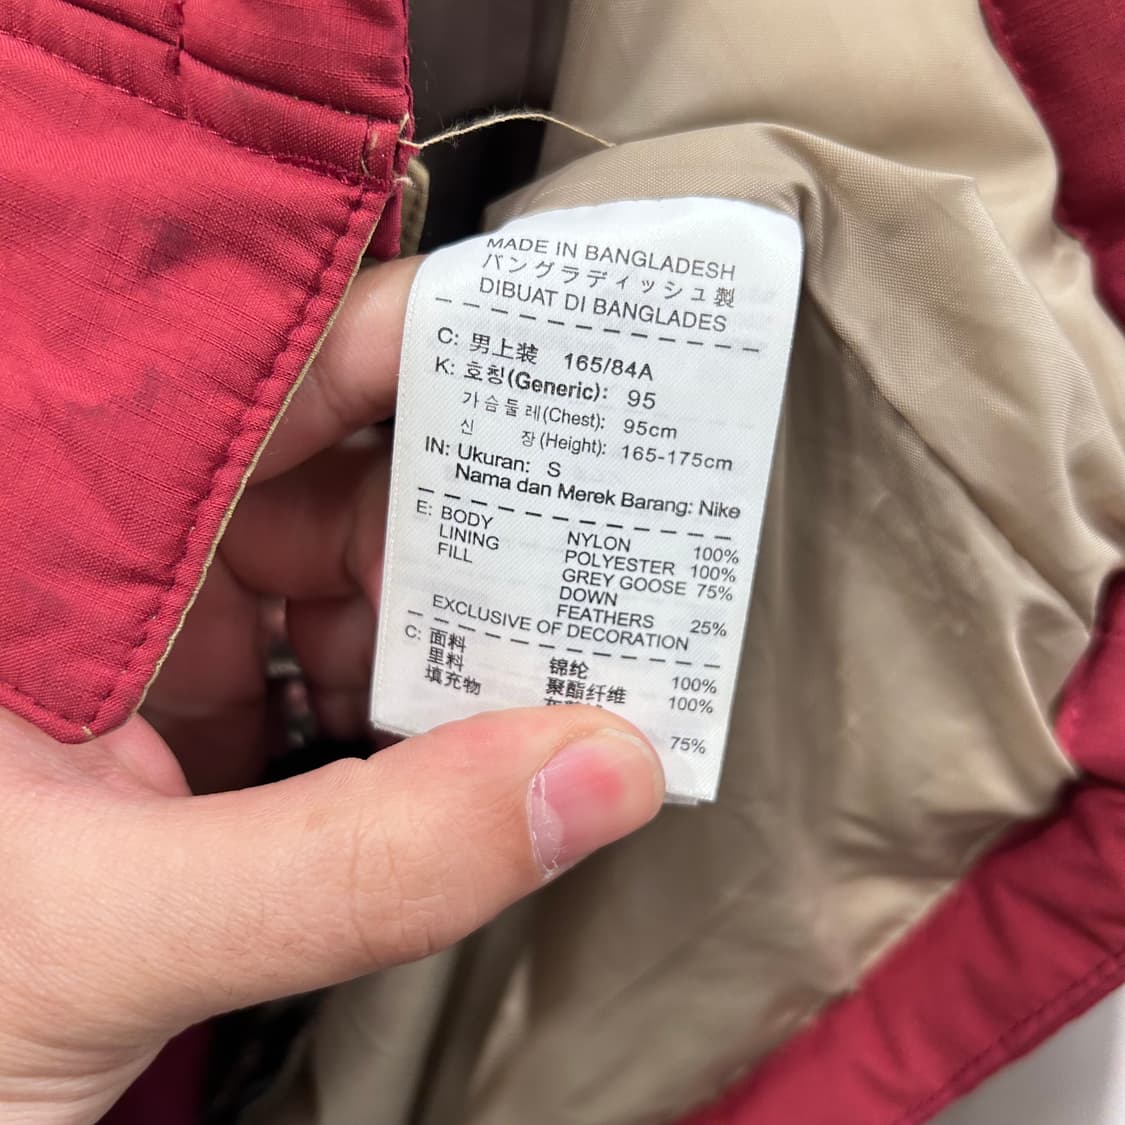 MADE IN BANGLADESH
バングラディッシュ製
DIBUAT DI BANGLADES
C: 男上装 165/84A
K: 호칭(Generic): 95
가슴둘레(Chest): 95cm
신 장(Height): 165-175cm
IN: Ukuran: S
Nama dan Merek Barang: Nike
E: BODY NYLON 100%
LINING POLYESTER 100%
FILL GREY GOOSE 75%
DOWN
FEATHERS 25%
EXCLUSIVE OF DECORATION
C: 面料 锦纶 100%
里料 聚酯纤维 100%
填充物
75%